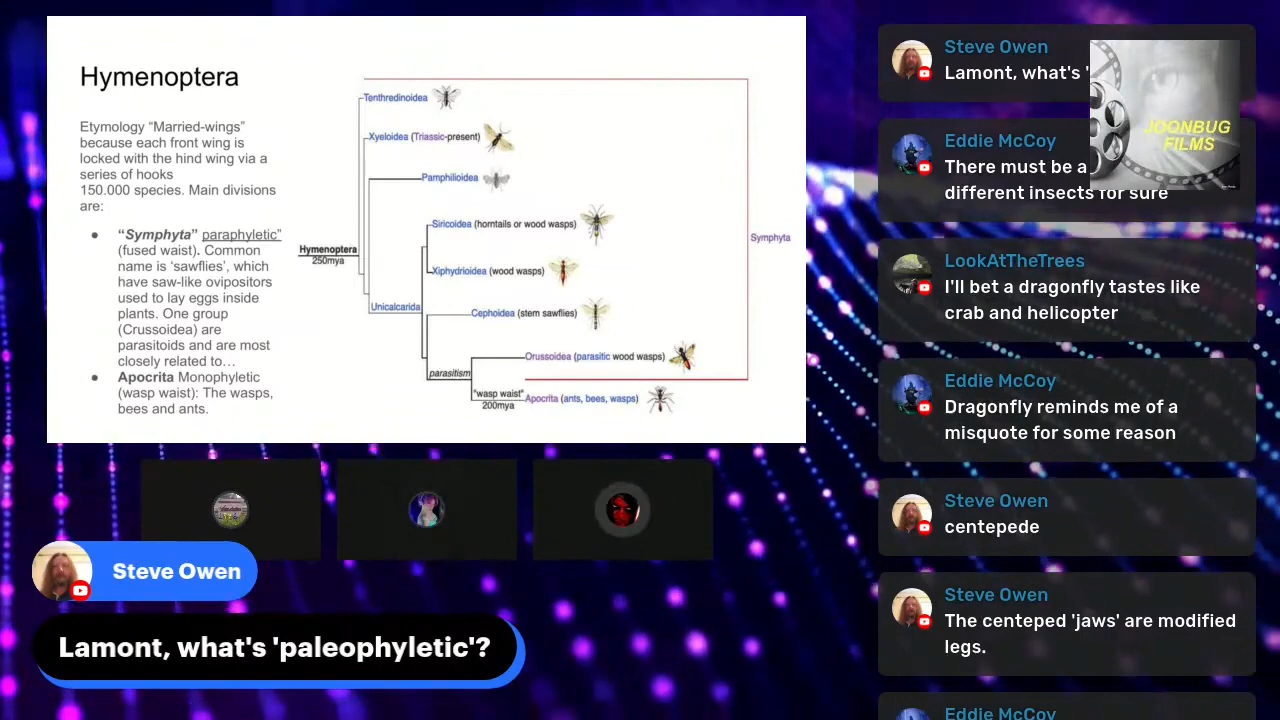 Hymenoptera
Etymology “Married-wings”
because each front wing is
locked with the hind wing via a
series of hooks
150.000 species. Main divisions
are:
● “Symphyta” paraphyletic”
(fused waist). Common
name is ‘sawflies’, which
have saw-like ovipositors
used to lay eggs inside
plants. One group
(Crussoidea) are
parasitoids and are most
closely related to…
● Apocrita Monophyletic
(wasp waist): The wasps,
bees and ants.
Tenthredinoidea
Xyeloidea (Triassic-present)
Pamphilioidea
Siricoidea (horntails or wood wasps)
Symphyta
Hymenoptera
250mya
Xiphydrioidea (wood wasps)
Unicalcarida
Cephoidea (stem sawflies)
Orussoidea (parasitic wood wasps)
parasitism
"wasp waist"
200mya
Apocrita (ants, bees, wasps)
Steve Owen
Lamont, what's 'paleophyletic'?
Steve Owen
Lamont, what's '
JOONBUG
FILMS
Eddie McCoy
There must be a
different insects for sure
LookAtTheTrees
I'll bet a dragonfly tastes like
crab and helicopter
Eddie McCoy
Dragonfly reminds me of a
misquote for some reason
Steve Owen
centepede
Steve Owen
The centeped 'jaws' are modified
legs.
Eddie McCoy